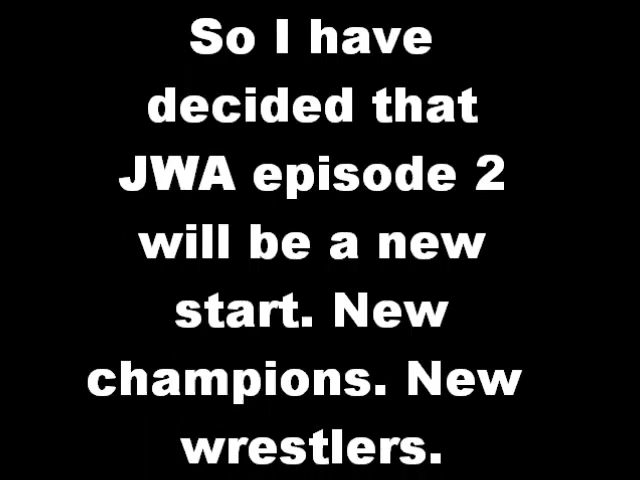 So I have
decided that
JWA episode 2
will be a new
start. New
champions. New
wrestlers.